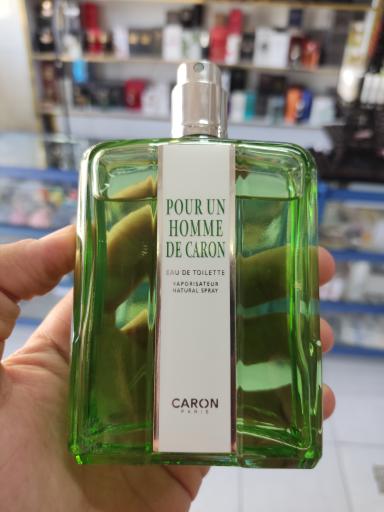 POUR UN
HOMME
DE CARON
EAU DE TOILETTE
VAPORISATEUR
NATURAL SPRAY
CARON
PARIS